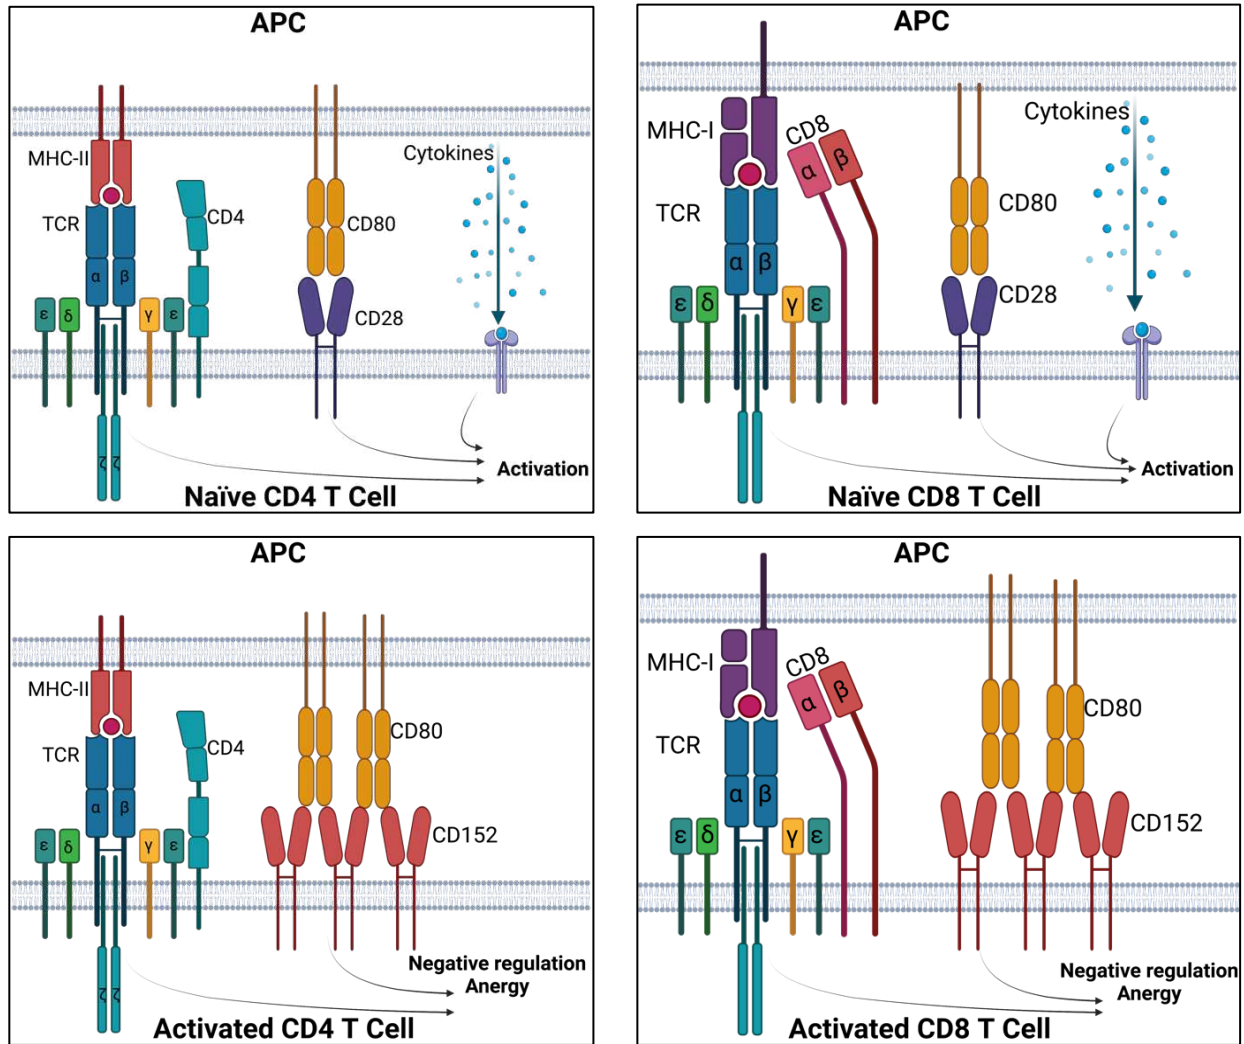 APC
MHC-II
Cytokines
TCR
CD4
CD80
α β
ε δ γ ε
CD28
ζ ζ
Activation
Naïve CD4 T Cell
APC
MHC-I
CD8
α β
Cytokines
TCR
CD80
α β
ε δ γ ε
CD28
Activation
Naïve CD8 T Cell
APC
MHC-II
TCR
CD4
CD80
α β
ε δ γ ε
CD152
ζ ζ
Negative regulation
Anergy
Activated CD4 T Cell
APC
MHC-I
CD8
α β
CD80
TCR
α β
ε δ γ ε
CD152
Negative regulation
Anergy
Activated CD8 T Cell